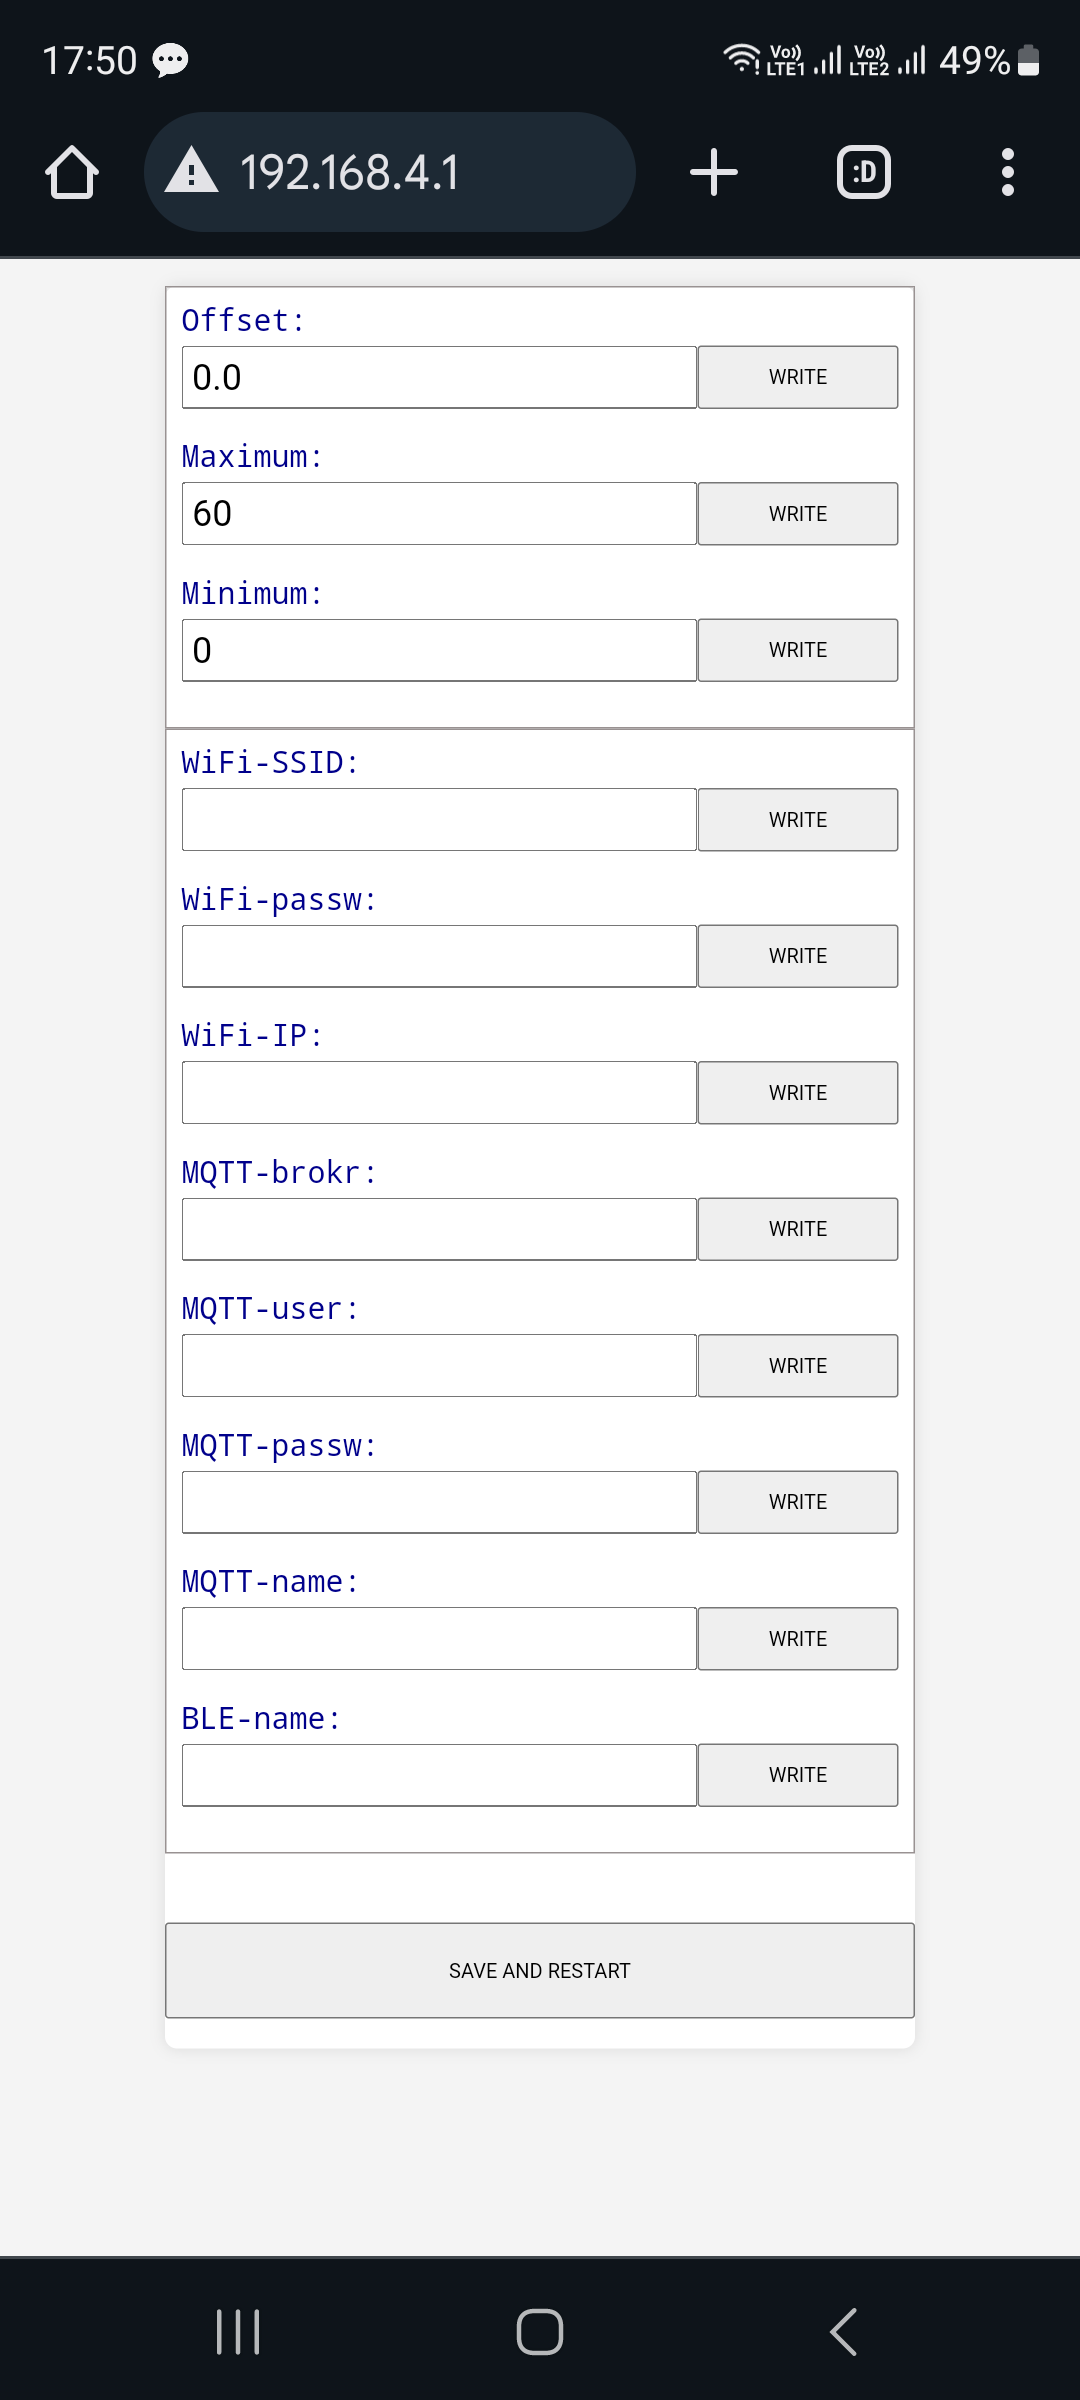 17:50 Vo)) LTE1 Vo)) LTE2 49%
192.168.4.1 :D
Offset:
0.0 WRITE
Maximum:
60 WRITE
Minimum:
0 WRITE
WiFi-SSID:
WRITE
WiFi-passw:
WRITE
WiFi-IP:
WRITE
MQTT-brokr:
WRITE
MQTT-user:
WRITE
MQTT-passw:
WRITE
MQTT-name:
WRITE
BLE-name:
WRITE
SAVE AND RESTART